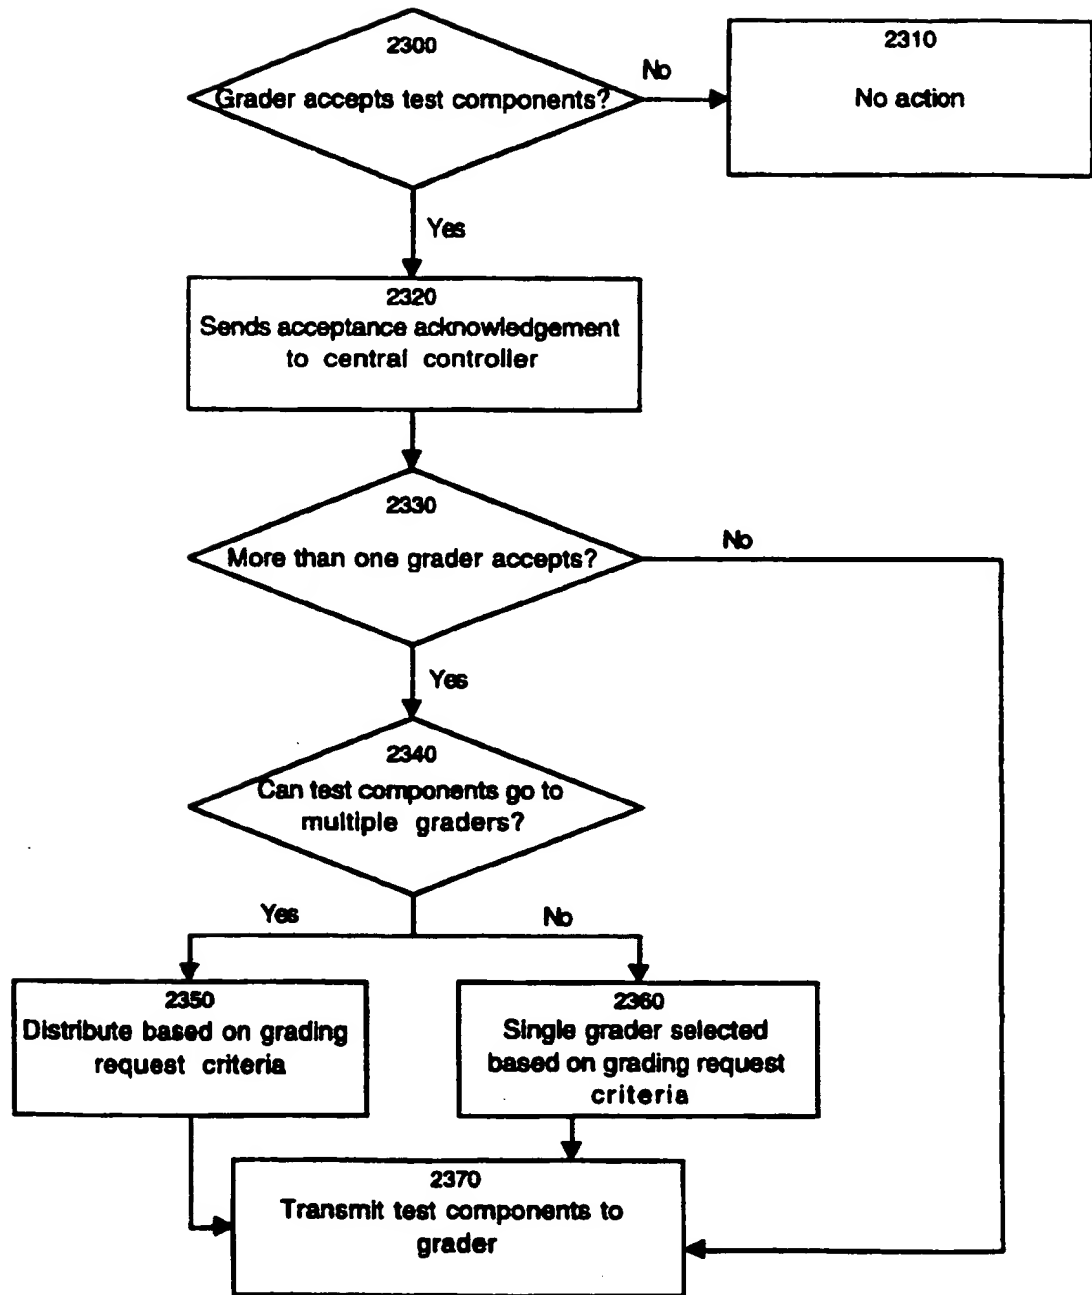 2300
Grader accepts test components?
No
2310
No action
Yes
2320
Sends acceptance acknowledgement
to central controller
2330
More than one grader accepts?
No
Yes
2340
Can test components go to
multiple graders?
Yes
No
2350
Distribute based on grading
request criteria
2360
Single grader selected
based on grading request
criteria
2370
Transmit test components to
grader